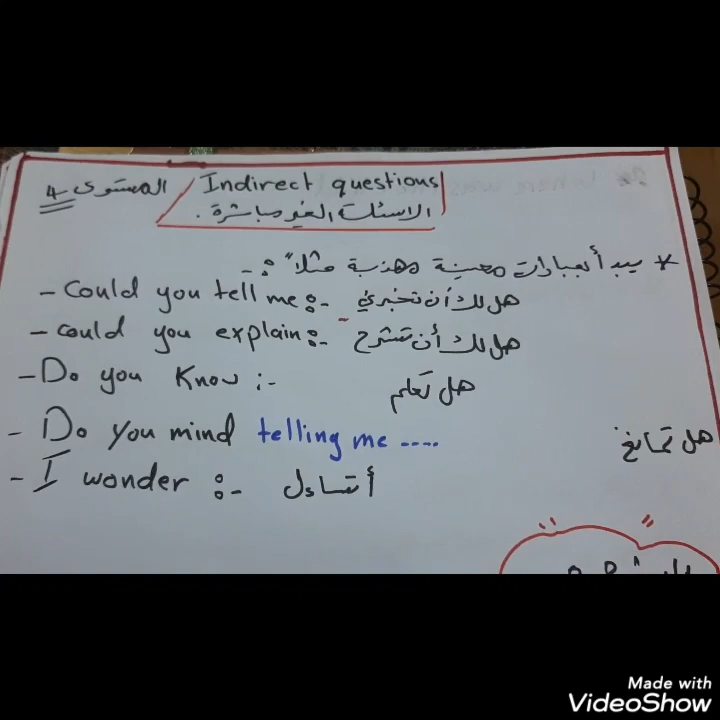 Indirect questions المستوى 4
الاسئلة الغير مباشرة .
* يبدأ بعبارات معينة مهذبة مثلاً :-
- Could you tell me :- هل لك أن تخبرني
- could you explain :- هل لك أن تشرح
- Do you know :- هل تعلم
- Do you mind telling me .... هل تمانع
- I wonder :- أتساءل
Made with
VideoShow